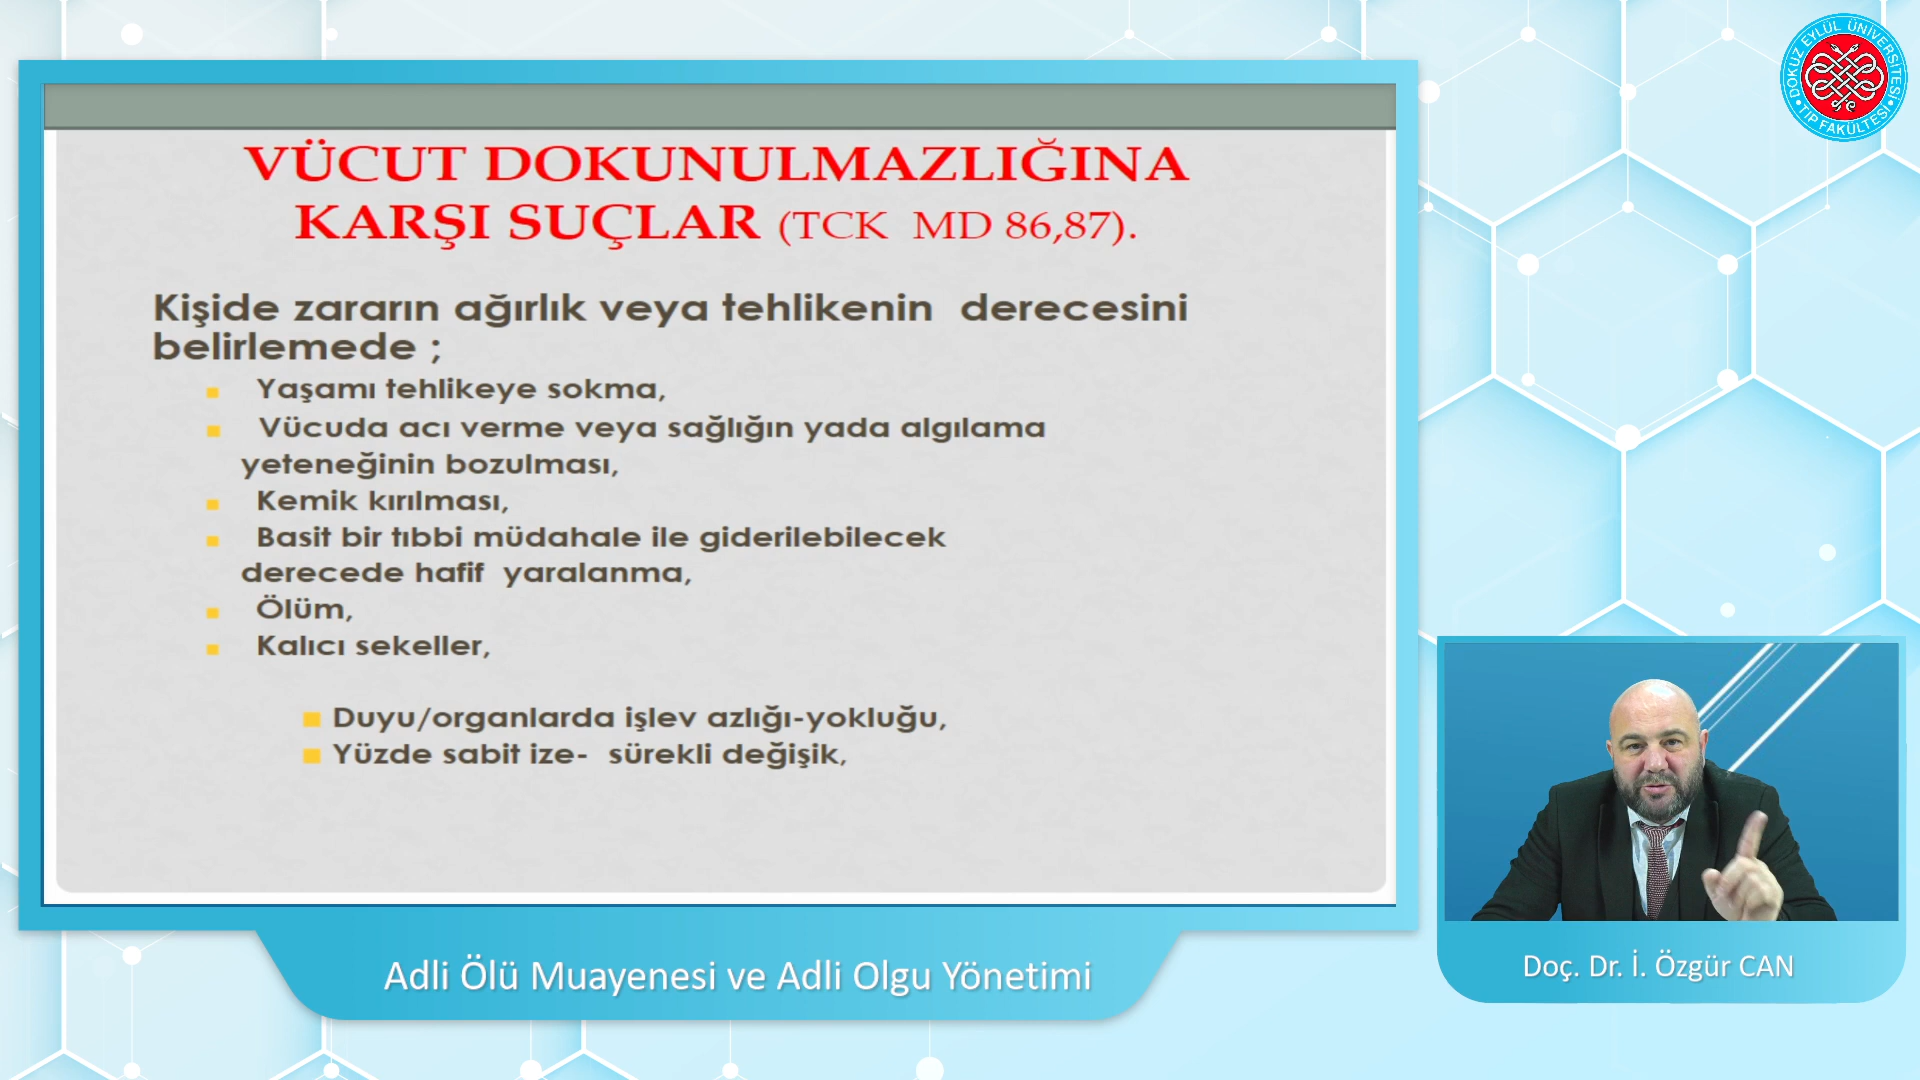 VÜCUT DOKUNULMAZLIĞINA
KARŞI SUÇLAR (TCK MD 86,87).
Kişide zararın ağırlık veya tehlikenin derecesini
belirlemede ;
Yaşamı tehlikeye sokma,
Vücuda acı verme veya sağlığın yada algılama
yeteneğinin bozulması,
Kemik kırılması,
Basit bir tıbbi müdahale ile giderilebilecek
derecede hafif yaralanma,
Ölüm,
Kalıcı sekeller,
Duyu/organlarda işlev azlığı-yokluğu,
Yüzde sabit ize- sürekli değişik,
Adli Ölü Muayenesi ve Adli Olgu Yönetimi
DOKUZ EYLÜL ÜNİVERSİTESİ
TIP FAKÜLTESİ
Doç. Dr. İ. Özgür CAN